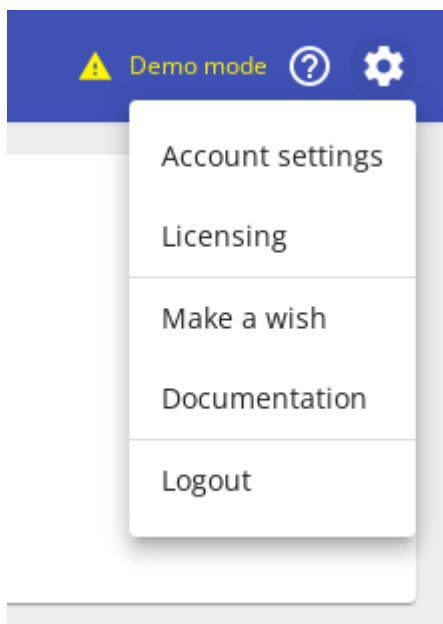 Demo mode
Account settings
Licensing
Make a wish
Documentation
Logout